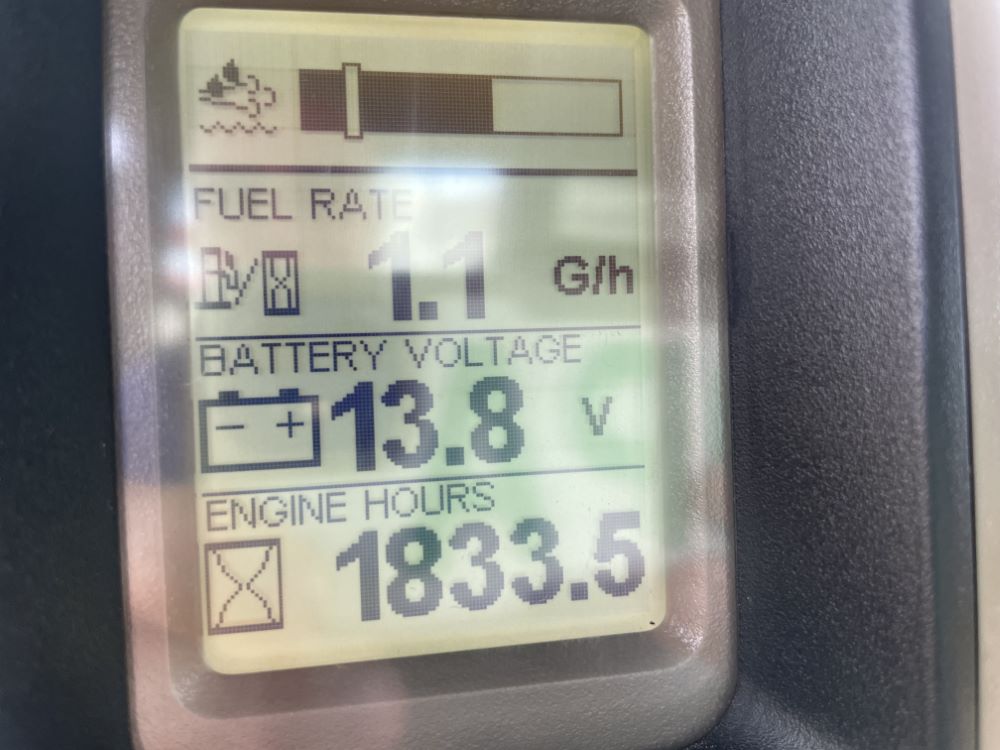 FUEL RATE
1.1 G/h
BATTERY VOLTAGE
- + 13.8 V
ENGINE HOURS
1833.5